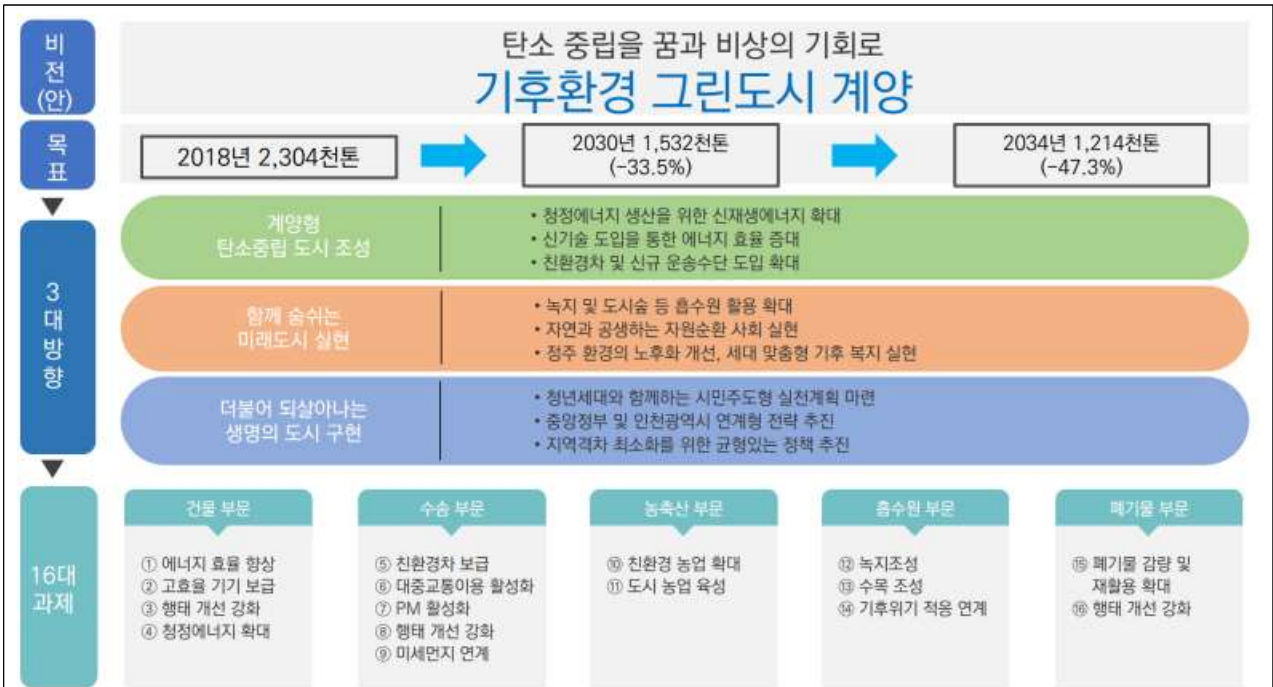 비
전
(안)
탄소 중립을 꿈과 비상의 기회로
기후환경 그린도시 계양
목
표
2018년 2,304천톤
2030년 1,532천톤
(-33.5%)
2034년 1,214천톤
(-47.3%)
3
대
방
향
계양형
탄소중립 도시 조성
• 청정에너지 생산을 위한 신재생에너지 확대
• 신기술 도입을 통한 에너지 효율 증대
• 친환경차 및 신규 운송수단 도입 확대
함께 숨쉬는
미래도시 실현
• 녹지 및 도시숲 등 흡수원 활용 확대
• 자연과 공생하는 자원순환 사회 실현
• 정주 환경의 노후화 개선, 세대 맞춤형 기후 복지 실현
더불어 되살아나는
생명의 도시 구현
• 청년세대와 함께하는 시민주도형 실천계획 마련
• 중앙정부 및 인천광역시 연계형 전략 추진
• 지역격차 최소화를 위한 균형있는 정책 추진
16대
과제
건물 부문
① 에너지 효율 향상
② 고효율 기기 보급
③ 행태 개선 강화
④ 청정에너지 확대
수송 부문
⑤ 친환경차 보급
⑥ 대중교통이용 활성화
⑦ PM 활성화
⑧ 행태 개선 강화
⑨ 미세먼지 연계
농축산 부문
⑩ 친환경 농업 확대
⑪ 도시 농업 육성
흡수원 부문
⑫ 녹지조성
⑬ 수목 조성
⑭ 기후위기 적응 연계
폐기물 부문
⑮ 폐기물 감량 및
재활용 확대
⑯ 행태 개선 강화